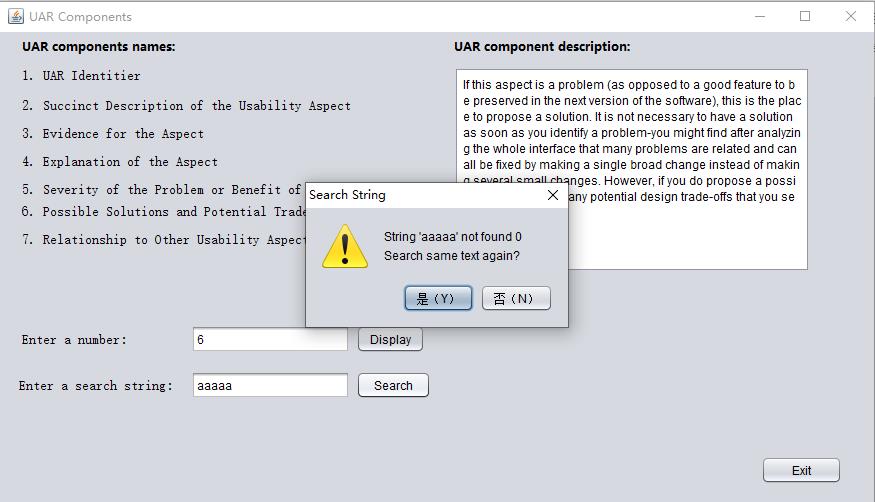 UAR Components
UAR components names:
UAR component description:
1. UAR Identitier
2. Succinct Description of the Usability Aspect
3. Evidence for the Aspect
4. Explanation of the Aspect
5. Severity of the Problem or Benefit of
6. Possible Solutions and Potential Trade
7. Relationship to Other Usability Aspect
If this aspect is a problem (as opposed to a good feature to b
e preserved in the next version of the software), this is the plac
e to propose a solution. It is not necessary to have a solution
as soon as you identify a problem-you might find after analyzin
g the whole interface that many problems are related and can
all be fixed by making a single broad change instead of makin
g several small changes. However, if you do propose a possi
any potential design trade-offs that you se
Search String
String 'aaaaa' not found 0
Search same text again?
是(Y)
否(N)
Enter a number:
6
Display
Enter a search string:
aaaaa
Search
Exit